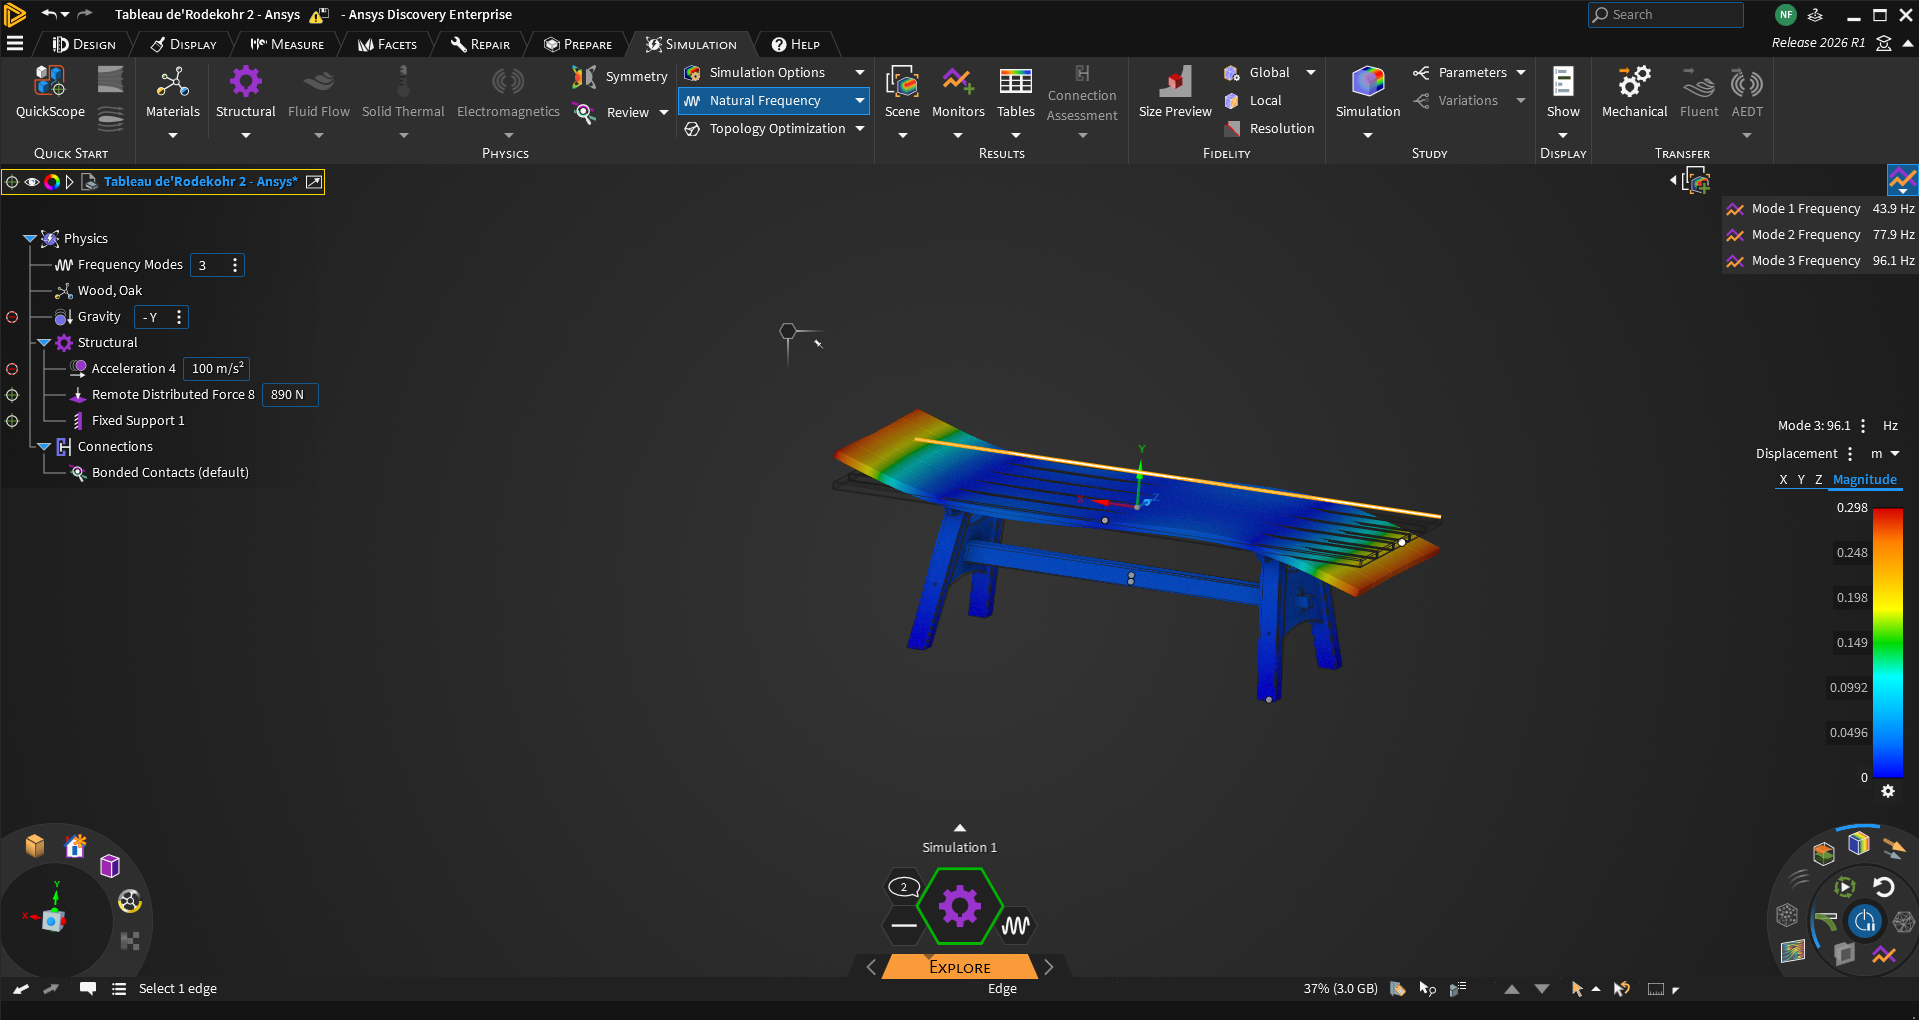 Tableau de'Rodekohr 2 - Ansys - Ansys Discovery Enterprise
Search
NF
Design Display Measure Facets Repair Prepare Simulation Help
Release 2026 R1
QuickScope
Quick Start
Materials
Structural
Fluid Flow
Solid Thermal
Electromagnetics
Symmetry
Review
Physics
Simulation Options
Natural Frequency
Topology Optimization
Scene
Monitors
Tables
Connection
Assessment
Results
Size Preview
Global
Local
Resolution
Fidelity
Simulation
Parameters
Variations
Study
Show
Display
Mechanical
Fluent
AEDT
Transfer
Tableau de'Rodekohr 2 - Ansys*
Physics
Frequency Modes 3
Wood, Oak
Gravity -Y
Structural
Acceleration 4 100 m/s²
Remote Distributed Force 8 890 N
Fixed Support 1
Connections
Bonded Contacts (default)
Mode 1 Frequency 43.9 Hz
Mode 2 Frequency 77.9 Hz
Mode 3 Frequency 96.1 Hz
Mode 3: 96.1 Hz
Displacement m
X Y Z Magnitude
0.298
0.248
0.198
0.149
0.0992
0.0496
0
Y
X
Z
Y
X
Simulation 1
2
Explore
Select 1 edge
Edge
37% (3.0 GB)